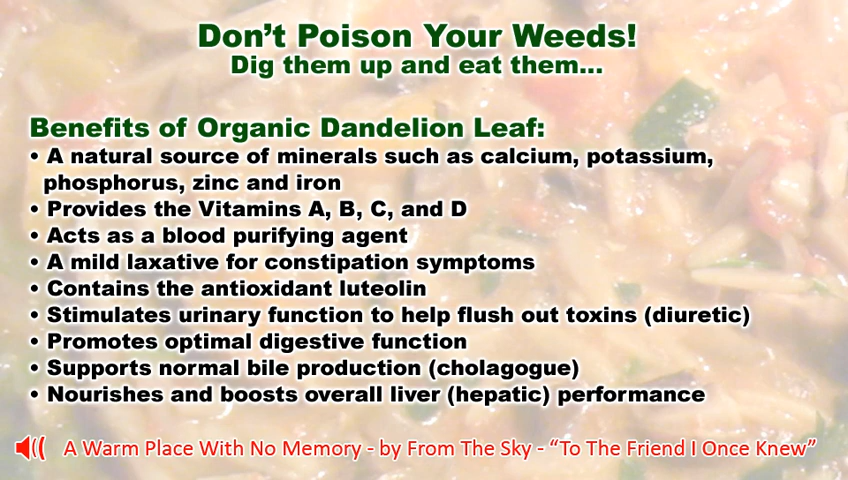 Don't Poison Your Weeds!
Dig them up and eat them...
Benefits of Organic Dandelion Leaf:
• A natural source of minerals such as calcium, potassium,
phosphorus, zinc and iron
• Provides the Vitamins A, B, C, and D
• Acts as a blood purifying agent
• A mild laxative for constipation symptoms
• Contains the antioxidant luteolin
• Stimulates urinary function to help flush out toxins (diuretic)
• Promotes optimal digestive function
• Supports normal bile production (cholagogue)
• Nourishes and boosts overall liver (hepatic) performance
A Warm Place With No Memory - by From The Sky - “To The Friend I Once Knew”